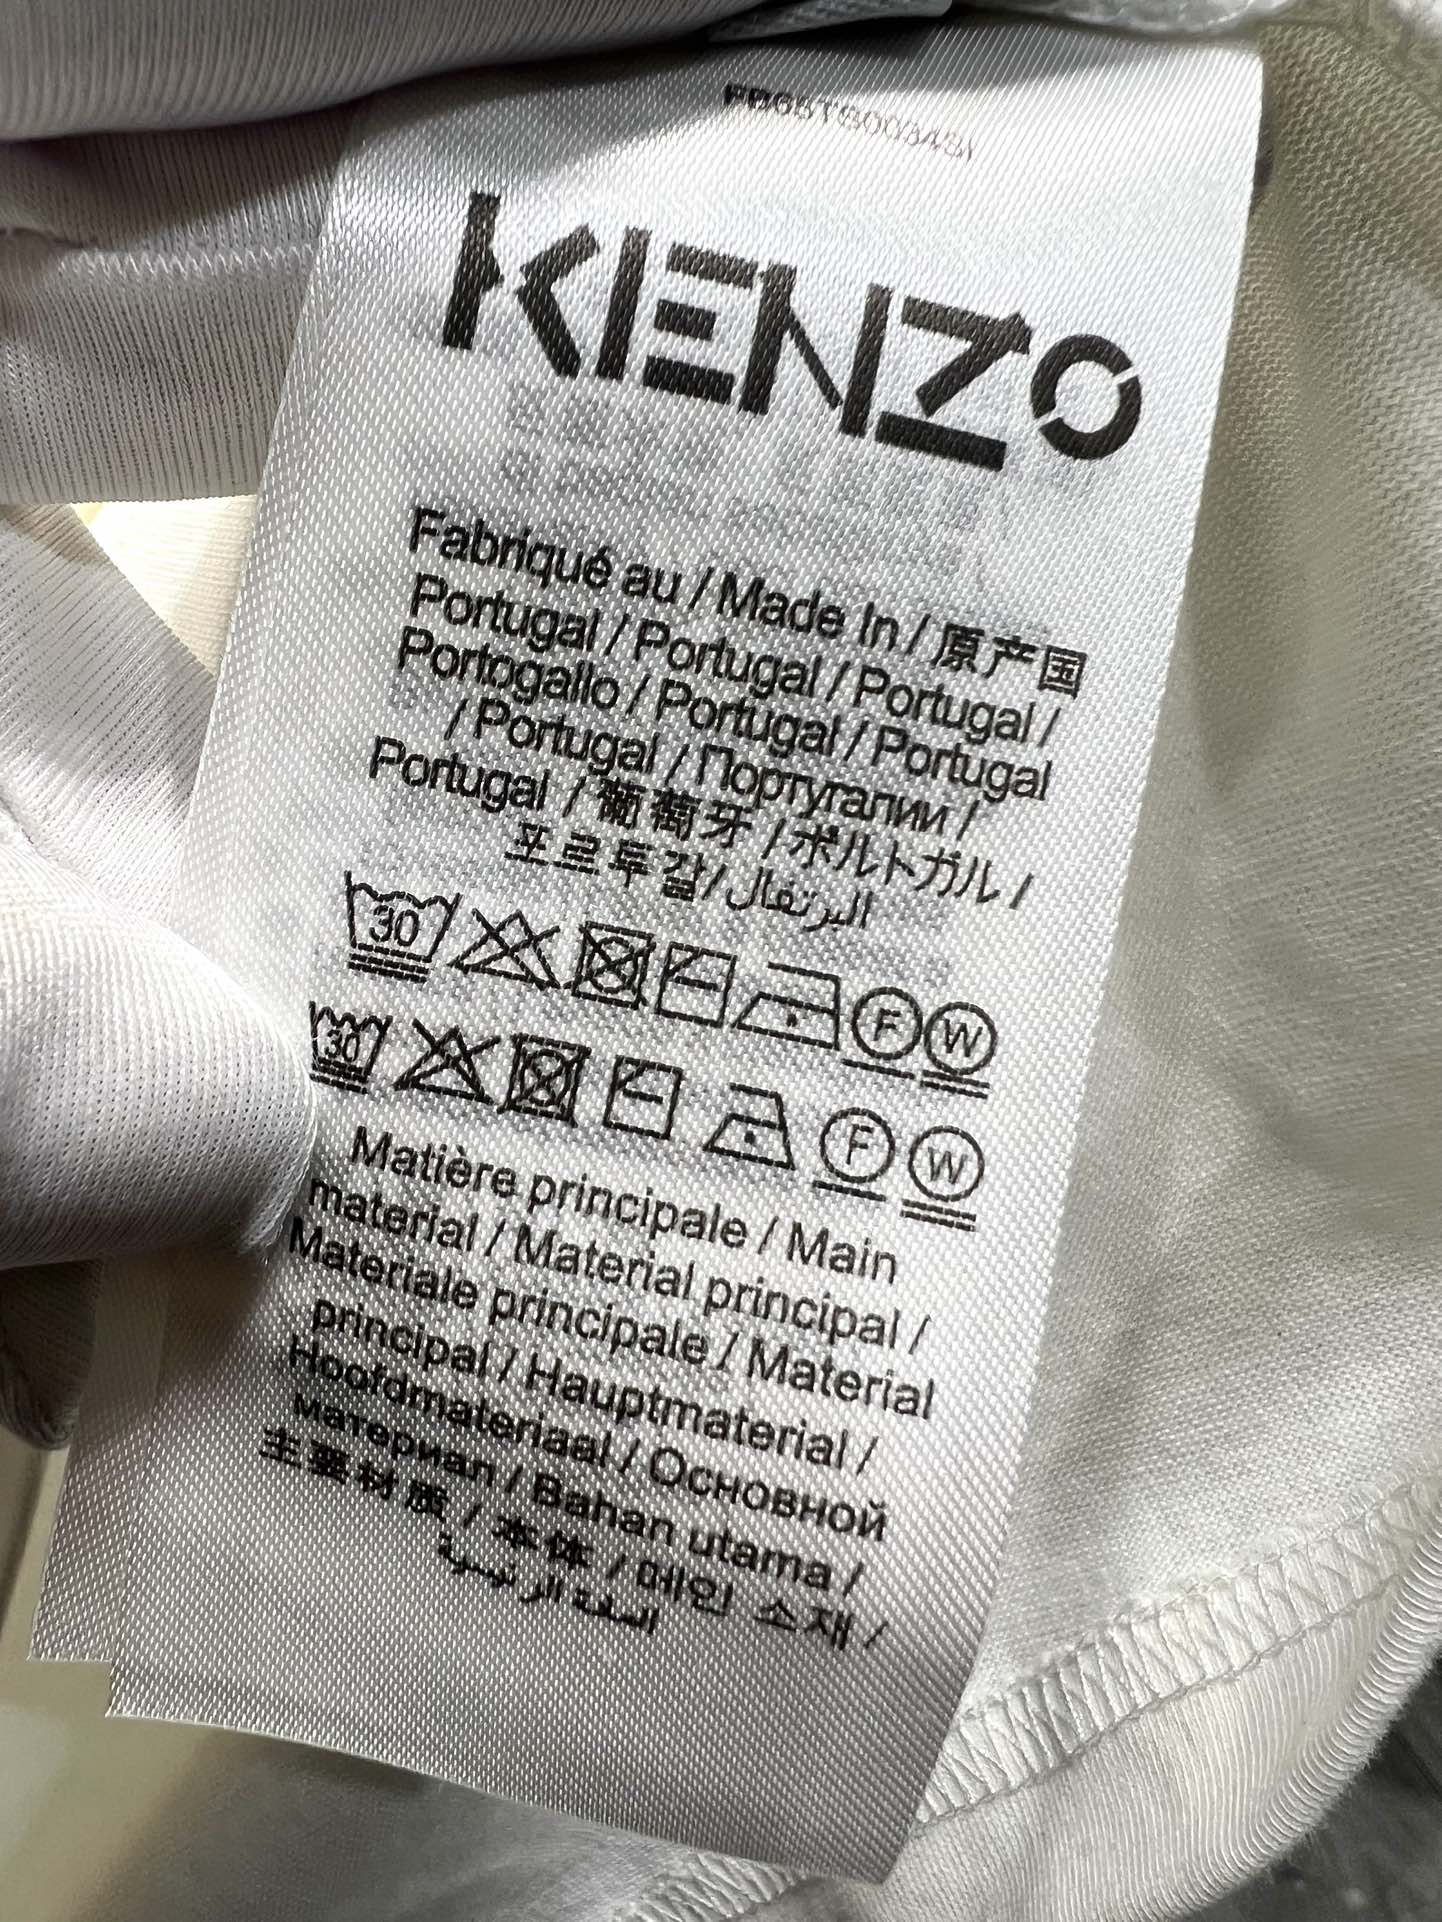 KENZO
Fabriqué au / Made In / 原产国
Portugal / Portugal / Portugal /
Portogallo / Portugal / Portugal
/ Portugal / Португалии /
Portugal / 葡萄牙 / ポルトガル /
포르투갈 / البرتغال
30 F W
30 F W
Matière principale / Main
material / Material principal /
Materiale principale / Material
principal / Hauptmaterial /
Hoofdmateriaal / Основной
материал / Bahan utama /
主要材质 / 本体 / 메인 소재 /